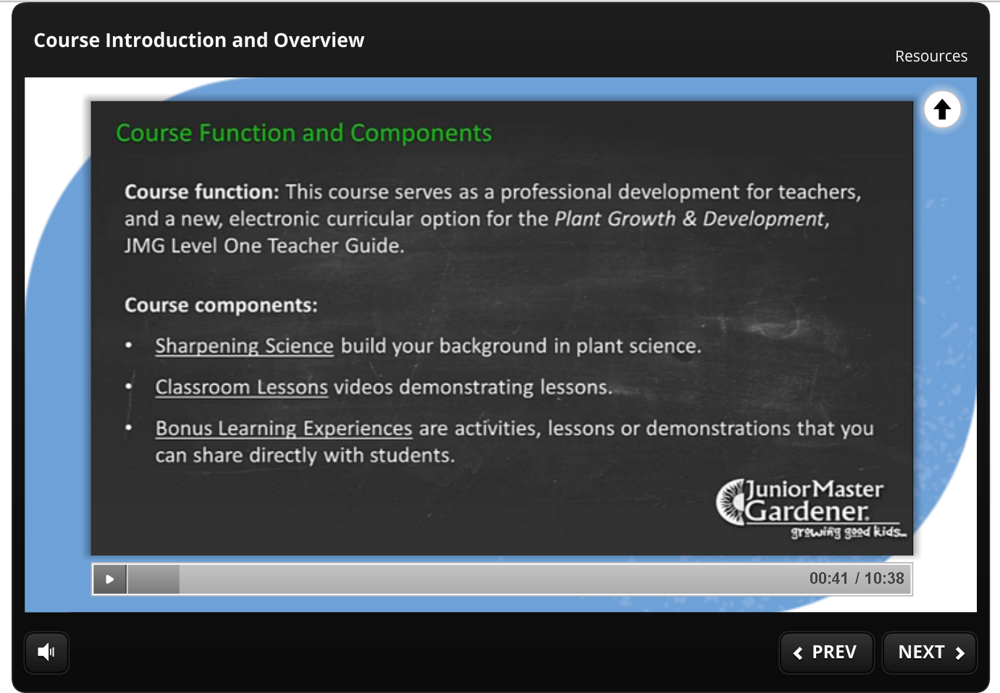 Course Introduction and Overview
Resources
Course Function and Components
Course function: This course serves as a professional development for teachers,
and a new, electronic curricular option for the Plant Growth & Development,
JMG Level One Teacher Guide.
Course components:
• Sharpening Science build your background in plant science.
• Classroom Lessons videos demonstrating lessons.
• Bonus Learning Experiences are activities, lessons or demonstrations that you
can share directly with students.
Junior Master
Gardener®
growing good kids...
00:41 / 10:38
PREV
NEXT